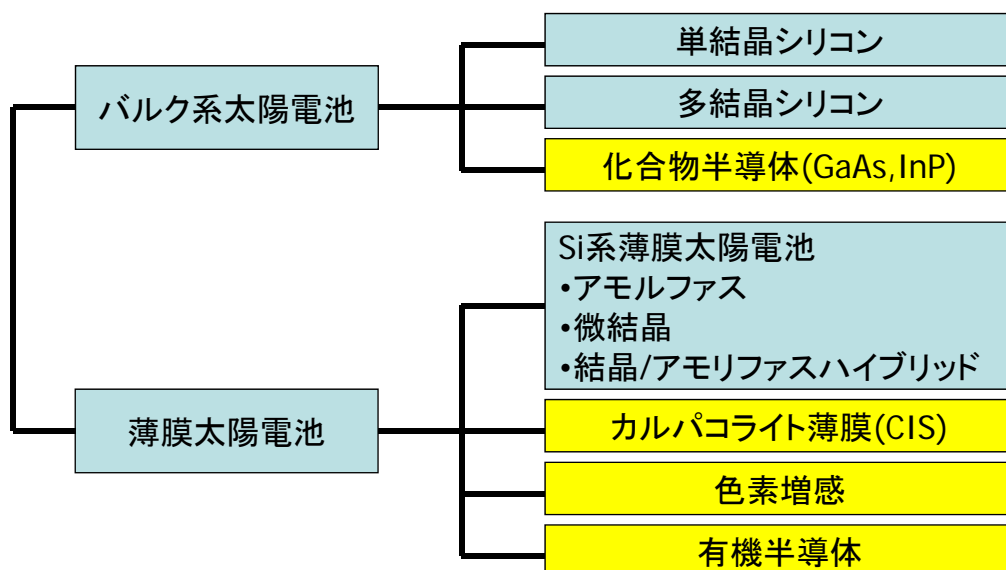 バルク系太陽電池
単結晶シリコン
多結晶シリコン
化合物半導体(GaAs,InP)
薄膜太陽電池
Si系薄膜太陽電池
・アモルファス
・微結晶
・結晶/アモリファスハイブリッド
カルパコライト薄膜(CIS)
色素増感
有機半導体